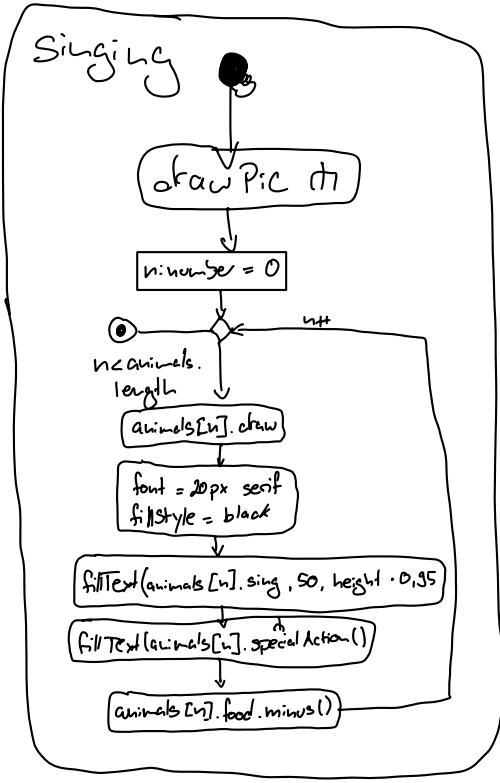 Singing
drawPic
n:number = 0
n++
n<animals.
length
animals[n].draw
font = 20px serif
fillStyle = black
fillText(animals[n].sing, 50, height · 0,95
fillText(animals[n].specialAction()
animals[n].food.minus()